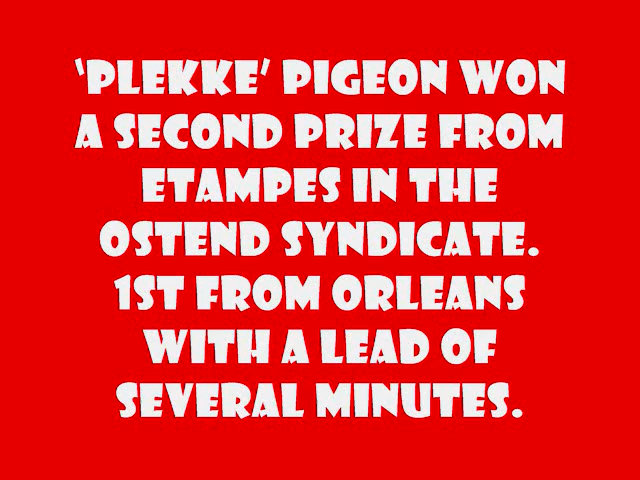 ‘PLEKKE’ PIGEON WON
A SECOND PRIZE FROM
ETAMPES IN THE
OSTEND SYNDICATE.
1ST FROM ORLEANS
WITH A LEAD OF
SEVERAL MINUTES.